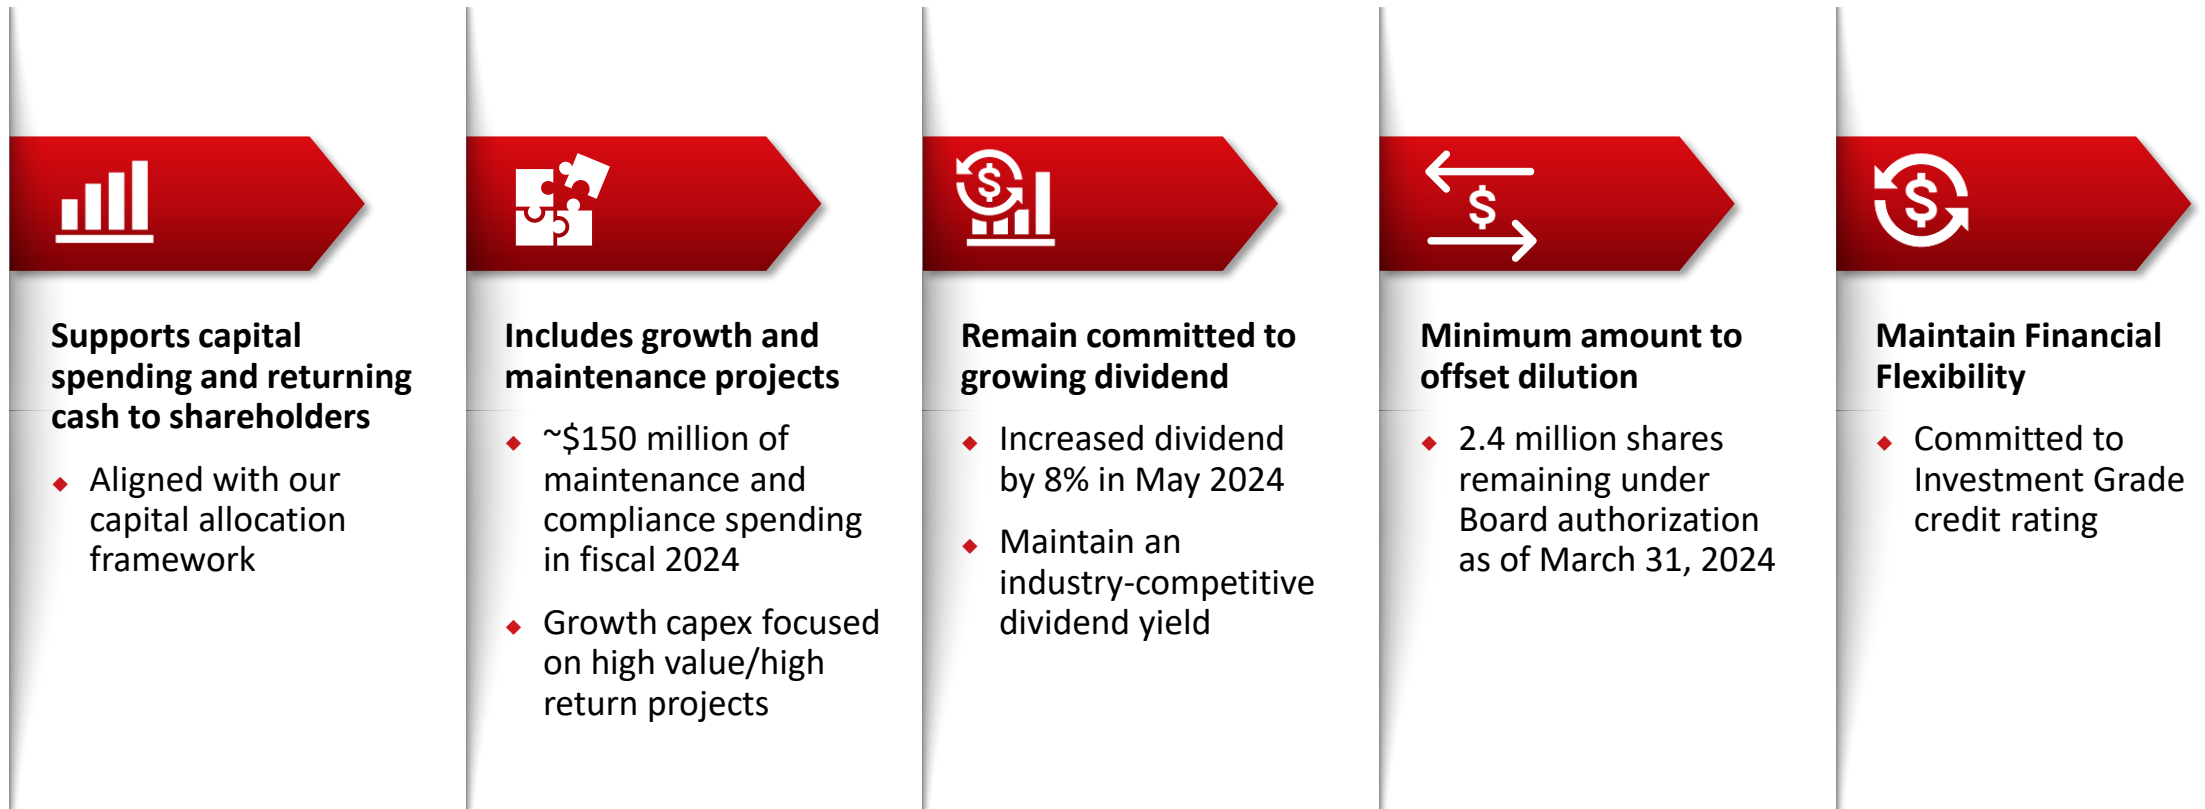 Supports capital
spending and returning
cash to shareholders
Aligned with our
capital allocation
framework
Includes growth and
maintenance projects
~$150 million of
maintenance and
compliance spending
in fiscal 2024
Growth capex focused
on high value/high
return projects
$
Remain committed to
growing dividend
Increased dividend
by 8% in May 2024
Maintain an
industry-competitive
dividend yield
$
Minimum amount to
offset dilution
2.4 million shares
remaining under
Board authorization
as of March 31, 2024
$
Maintain Financial
Flexibility
Committed to
Investment Grade
credit rating